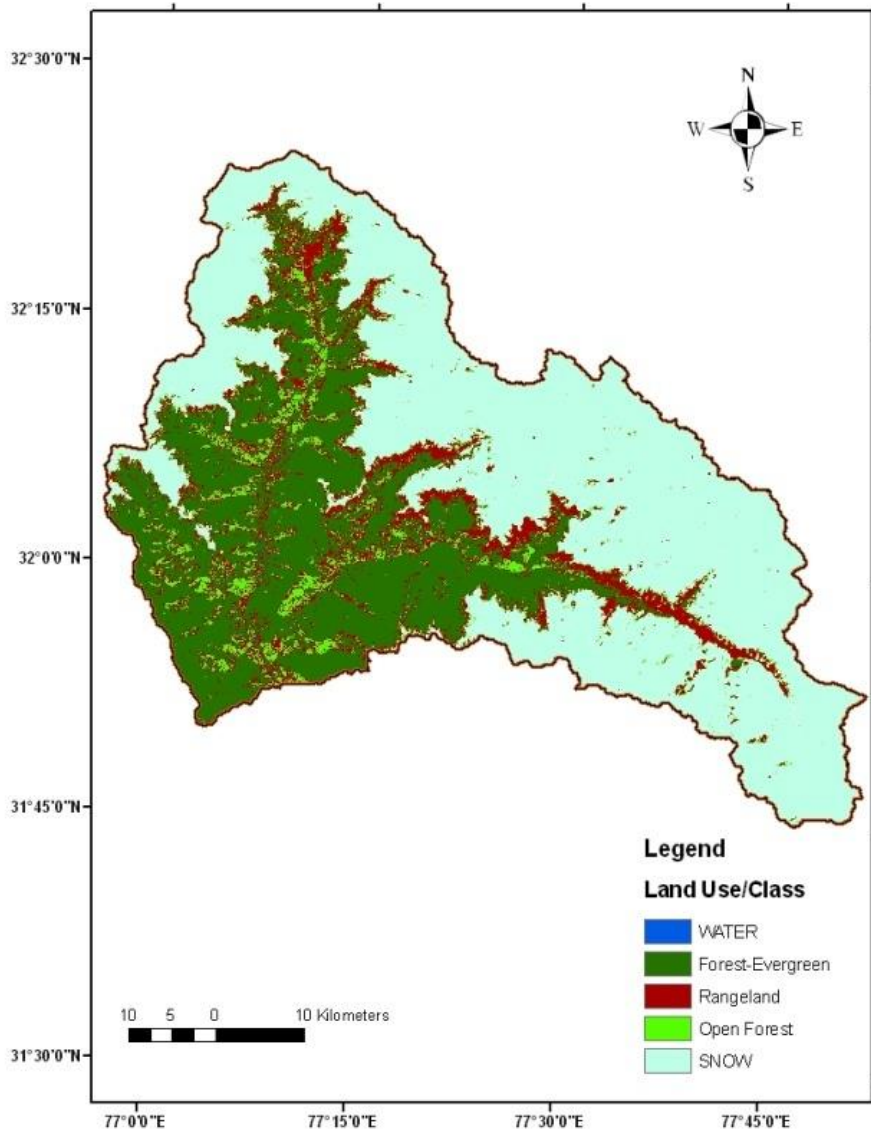 32°30'0"N
N
W E
S
32°15'0"N
32°0'0"N
31°45'0"N
Legend
Land Use/Class
WATER
Forest-Evergreen
Rangeland
Open Forest
SNOW
10 5 0 10 Kilometers
31°30'0"N
77°0'0"E 77°15'0"E 77°30'0"E 77°45'0"E